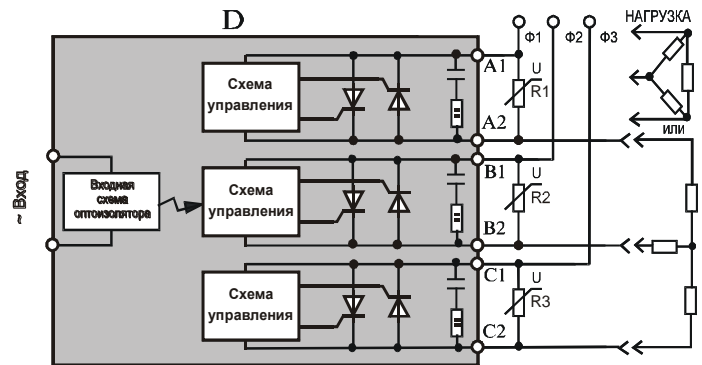 D
Ф1
Ф2
Ф3
НАГРУЗКА
ИЛИ
~ Вход
Входная
схема
оптоизолятора
Схема
управления
A1
A2
U
R1
Схема
управления
B1
B2
U
R2
Схема
управления
C1
C2
U
R3